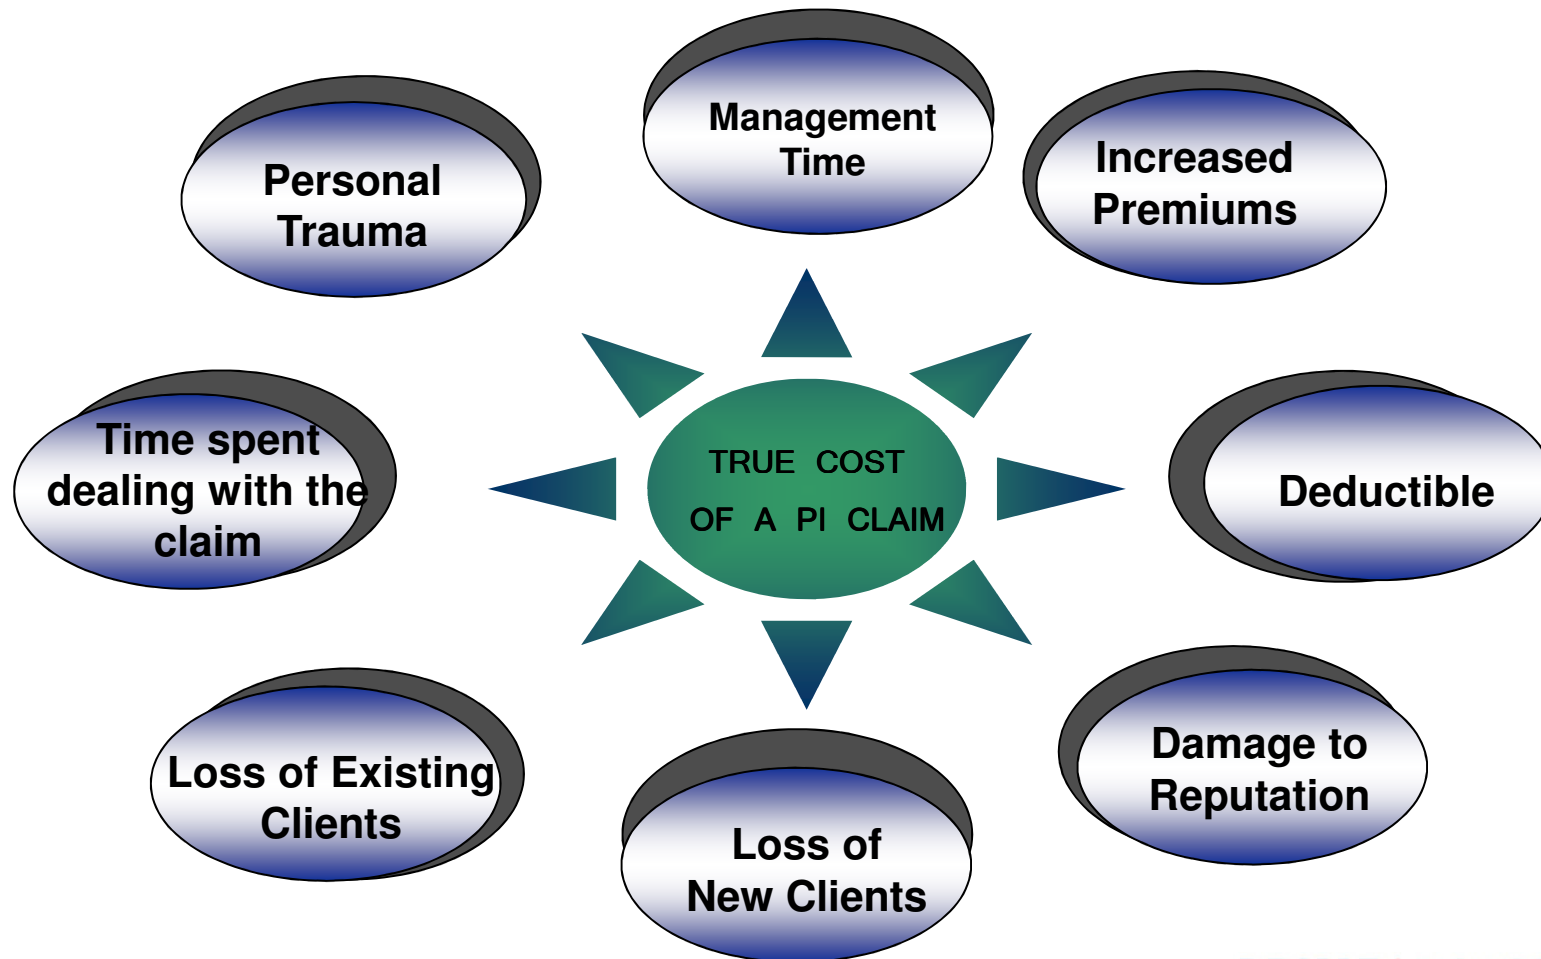 Management
Time
Increased
Premiums
Personal
Trauma
Time spent
dealing with the
claim
TRUE COST
OF A PI CLAIM
Deductible
Loss of Existing
Clients
Loss of
New Clients
Damage to
Reputation